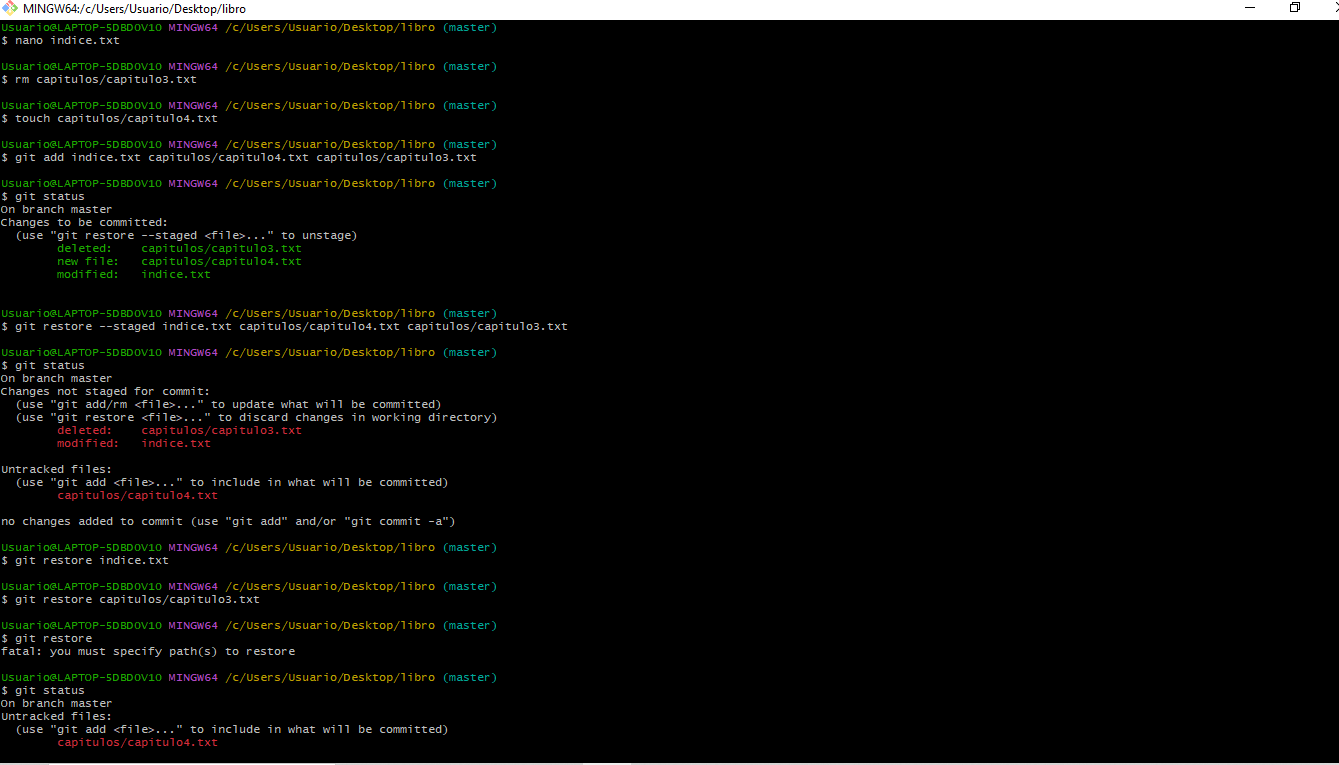 MINGW64:/c/Users/Usuario/Desktop/libro
Usuario@LAPTOP-5DBDOV10 MINGW64 /c/Users/Usuario/Desktop/libro (master)
$ nano indice.txt
Usuario@LAPTOP-5DBDOV10 MINGW64 /c/Users/Usuario/Desktop/libro (master)
$ rm capitulos/capitulo3.txt
Usuario@LAPTOP-5DBDOV10 MINGW64 /c/Users/Usuario/Desktop/libro (master)
$ touch capitulos/capitulo4.txt
Usuario@LAPTOP-5DBDOV10 MINGW64 /c/Users/Usuario/Desktop/libro (master)
$ git add indice.txt capitulos/capitulo4.txt capitulos/capitulo3.txt
Usuario@LAPTOP-5DBDOV10 MINGW64 /c/Users/Usuario/Desktop/libro (master)
$ git status
On branch master
Changes to be committed:
  (use "git restore --staged <file>..." to unstage)
        deleted:    capitulos/capitulo3.txt
        new file:   capitulos/capitulo4.txt
        modified:   indice.txt
Usuario@LAPTOP-5DBDOV10 MINGW64 /c/Users/Usuario/Desktop/libro (master)
$ git restore --staged indice.txt capitulos/capitulo4.txt capitulos/capitulo3.txt
Usuario@LAPTOP-5DBDOV10 MINGW64 /c/Users/Usuario/Desktop/libro (master)
$ git status
On branch master
Changes not staged for commit:
  (use "git add/rm <file>..." to update what will be committed)
  (use "git restore <file>..." to discard changes in working directory)
        deleted:    capitulos/capitulo3.txt
        modified:   indice.txt
Untracked files:
  (use "git add <file>..." to include in what will be committed)
        capitulos/capitulo4.txt
no changes added to commit (use "git add" and/or "git commit -a")
Usuario@LAPTOP-5DBDOV10 MINGW64 /c/Users/Usuario/Desktop/libro (master)
$ git restore indice.txt
Usuario@LAPTOP-5DBDOV10 MINGW64 /c/Users/Usuario/Desktop/libro (master)
$ git restore capitulos/capitulo3.txt
Usuario@LAPTOP-5DBDOV10 MINGW64 /c/Users/Usuario/Desktop/libro (master)
$ git restore
fatal: you must specify path(s) to restore
Usuario@LAPTOP-5DBDOV10 MINGW64 /c/Users/Usuario/Desktop/libro (master)
$ git status
On branch master
Untracked files:
  (use "git add <file>..." to include in what will be committed)
        capitulos/capitulo4.txt